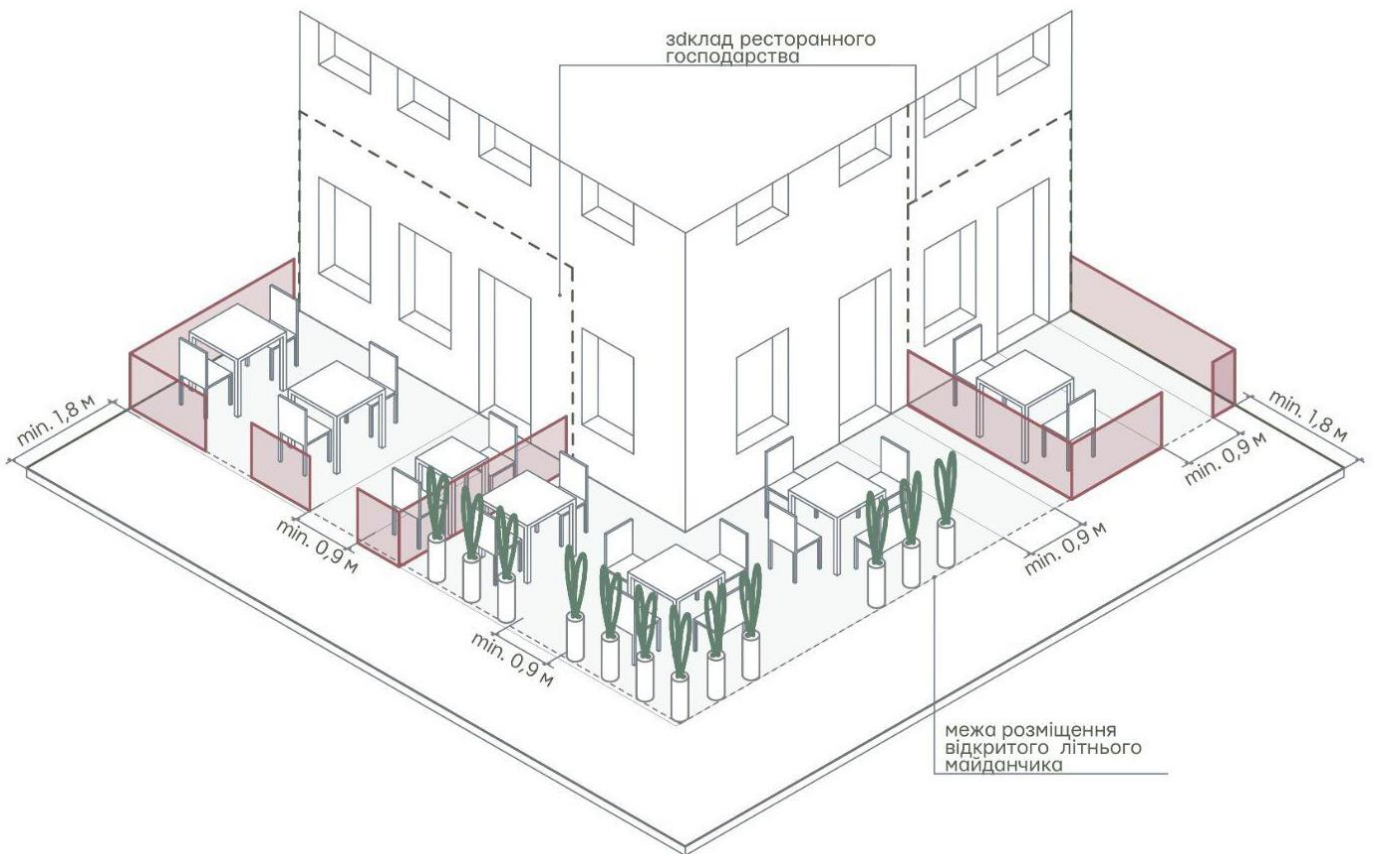 зdклад ресторанного
господарства
min. 1,8 м
min. 1,8 м
min. 0,9 м
min. 0,9 м
min. 0,9 м
min. 0,9 м
межа розміщення
відкритого літнього
майданчика